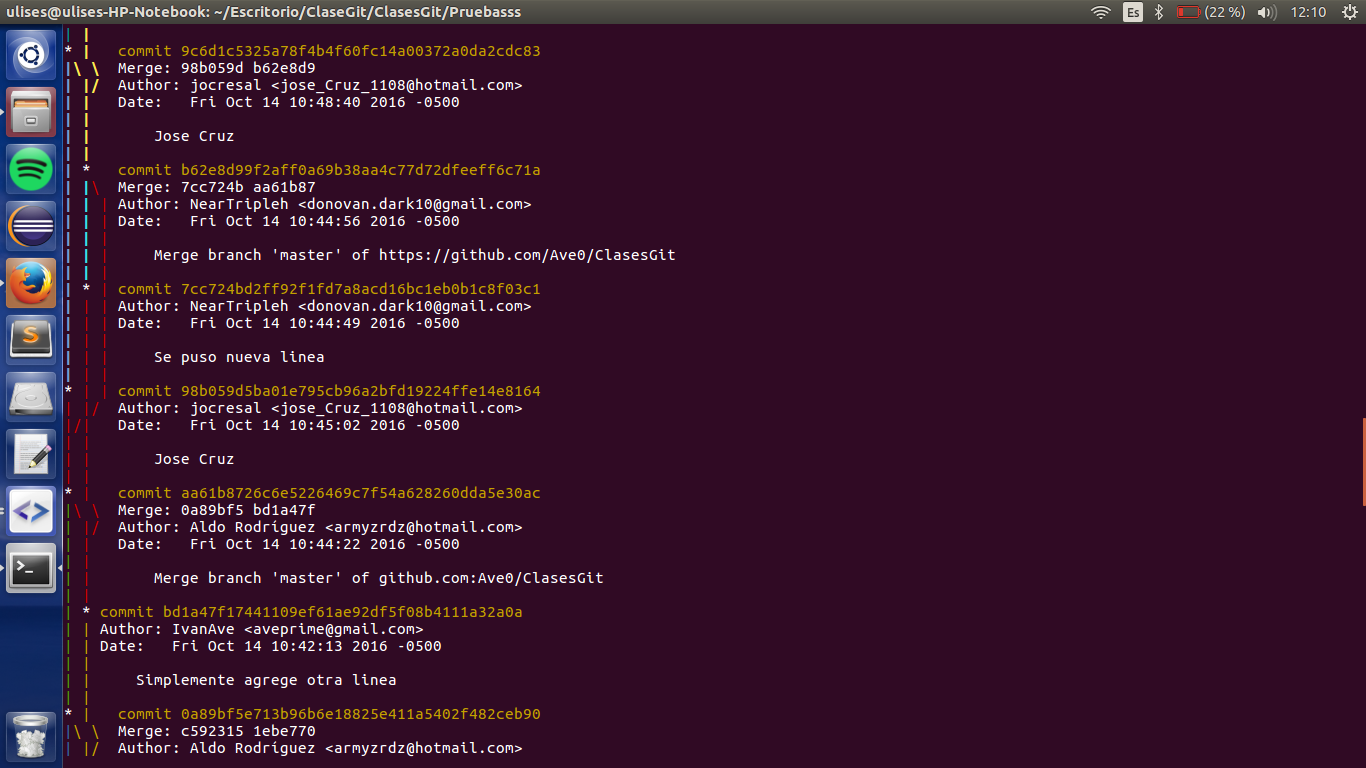 ulises@ulises-HP-Notebook: ~/Escritorio/ClaseGit/ClasesGit/Pruebasss Es (22 %) 12:10
| |
* |   commit 9c6d1c5325a78f4b4f60fc14a00372a0da2cdc83
|\ \  Merge: 98b059d b62e8d9
| |/  Author: jocresal <jose_Cruz_1108@hotmail.com>
| |   Date:   Fri Oct 14 10:48:40 2016 -0500
| |
| |       Jose Cruz
| |
| *   commit b62e8d99f2aff0a69b38aa4c77d72dfeeff6c71a
| |\  Merge: 7cc724b aa61b87
| | | Author: NearTripleh <donovan.dark10@gmail.com>
| | | Date:   Fri Oct 14 10:44:56 2016 -0500
| | |
| | |     Merge branch 'master' of https://github.com/Ave0/ClasesGit
| | |
| * | commit 7cc724bd2ff92f1fd7a8acd16bc1eb0b1c8f03c1
| | | Author: NearTripleh <donovan.dark10@gmail.com>
| | | Date:   Fri Oct 14 10:44:49 2016 -0500
| | |
| | |     Se puso nueva linea
| | |
* | | commit 98b059d5ba01e795cb96a2bfd19224ffe14e8164
| |/  Author: jocresal <jose_Cruz_1108@hotmail.com>
|/|   Date:   Fri Oct 14 10:45:02 2016 -0500
| |
| |       Jose Cruz
| |
* |   commit aa61b8726c6e5226469c7f54a628260dda5e30ac
|\ \  Merge: 0a89bf5 bd1a47f
| |/  Author: Aldo Rodríguez <armyzrdz@hotmail.com>
| |   Date:   Fri Oct 14 10:44:22 2016 -0500
| |
| |       Merge branch 'master' of github.com:Ave0/ClasesGit
| |
| * commit bd1a47f17441109ef61ae92df5f08b4111a32a0a
| | Author: IvanAve <aveprime@gmail.com>
| | Date:   Fri Oct 14 10:42:13 2016 -0500
| |
| |     Simplemente agrege otra linea
| |
* |   commit 0a89bf5e713b96b6e18825e411a5402f482ceb90
|\ \  Merge: c592315 1ebe770
| |/  Author: Aldo Rodríguez <armyzrdz@hotmail.com>